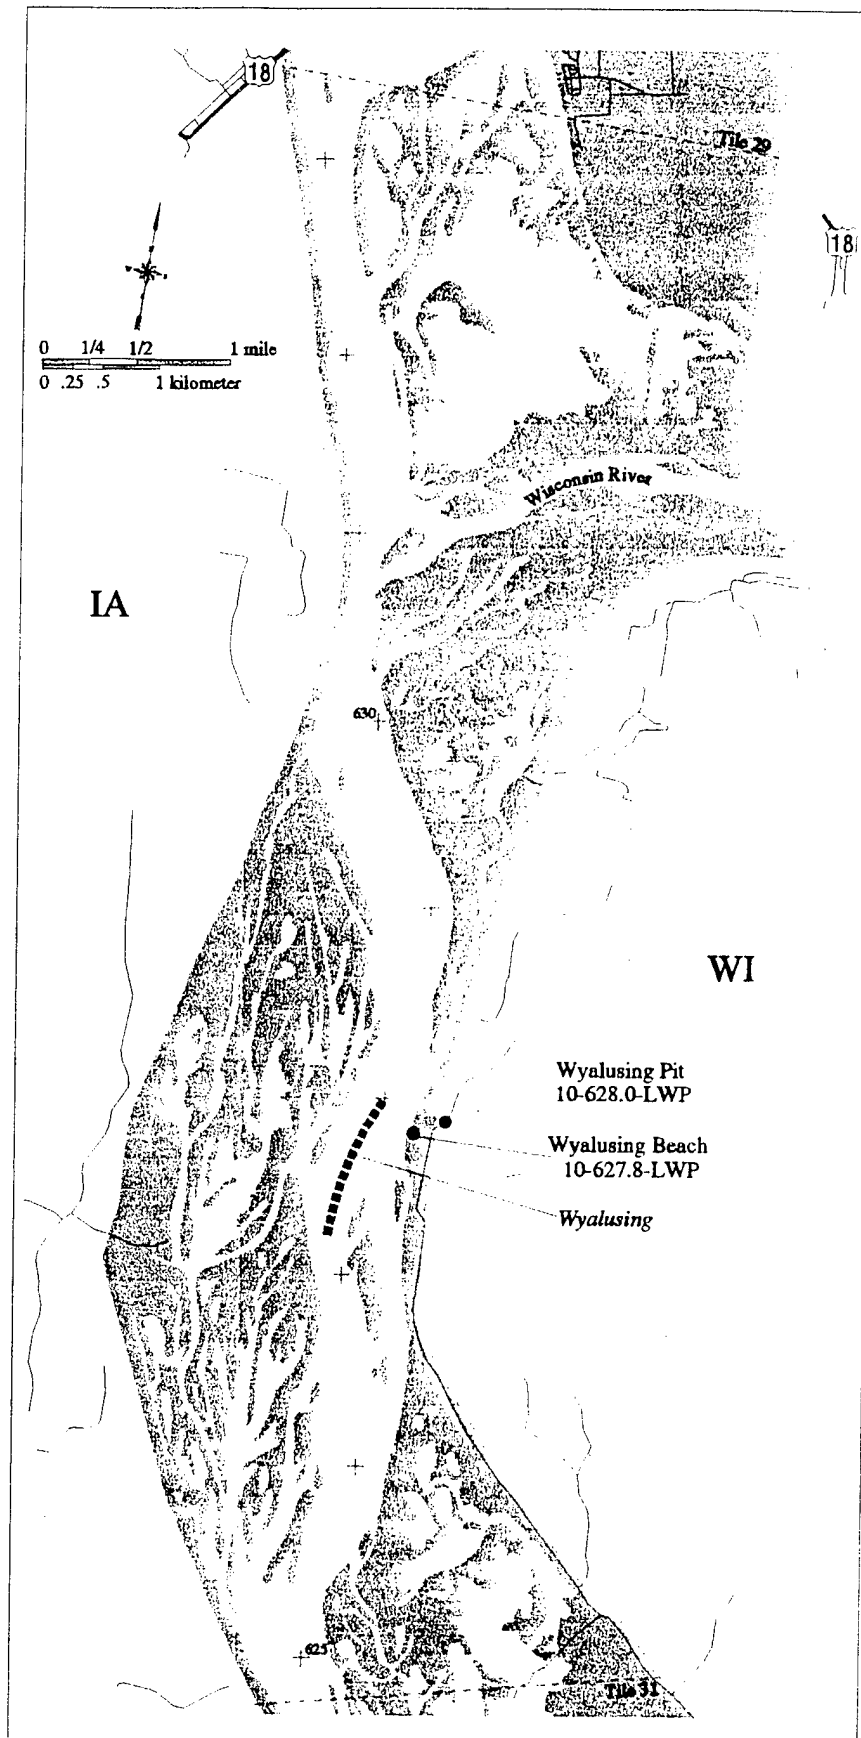 18
Tile 29
18
0 1/4 1/2 1 mile
0 .25 .5 1 kilometer
Wisconsin River
IA
630
WI
Wyalusing Pit
10-628.0-LWP
Wyalusing Beach
10-627.8-LWP
Wyalusing
625
Tile 31